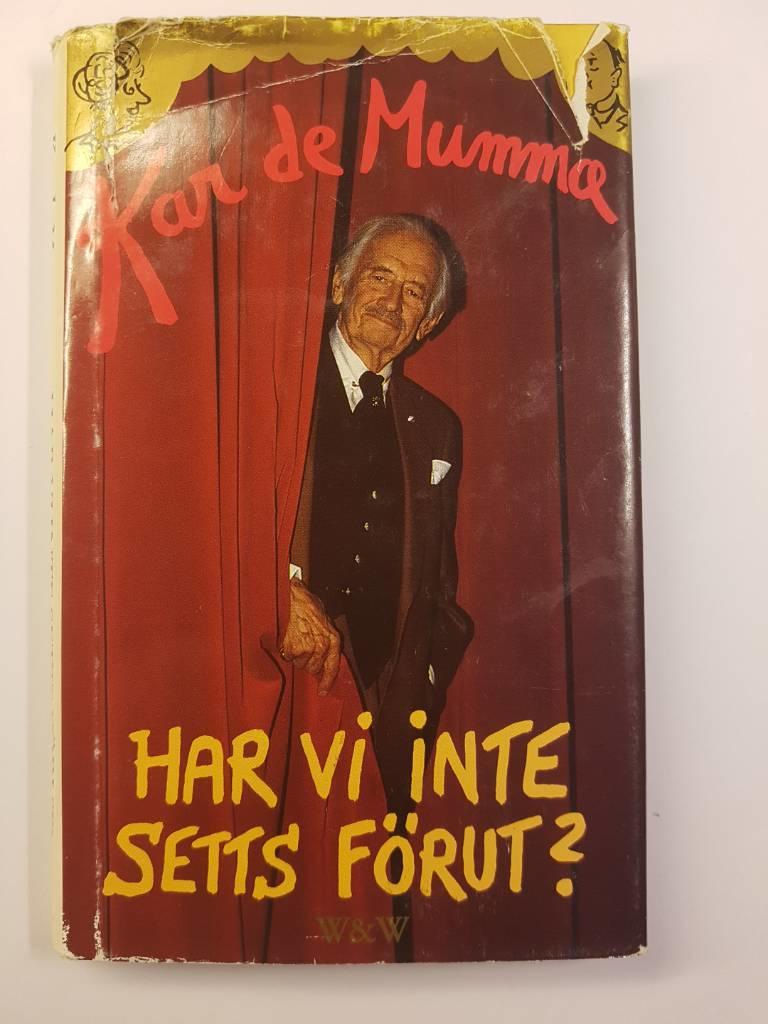 Kar de Mumma
HAR Vi iNTE
SETTS FÖRUT?
W&W